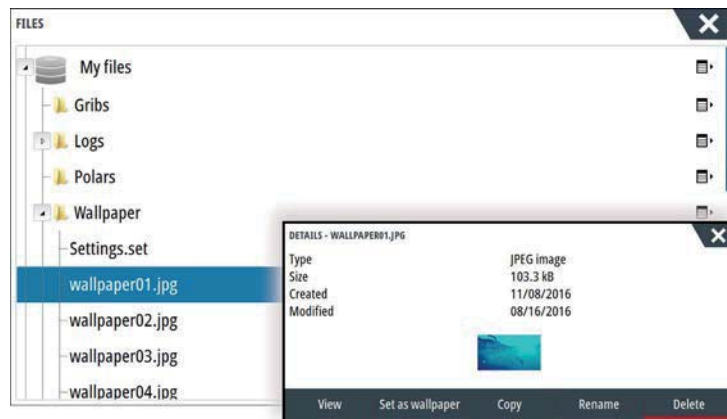 FILES
My files
Gribs
Logs
Polars
Wallpaper
Settings.set
wallpaper01.jpg
wallpaper02.jpg
wallpaper03.jpg
wallpaper04.jpg
DETAILS - WALLPAPER01.JPG
Type JPEG image
Size 103.3 kB
Created 11/08/2016
Modified 08/16/2016
View Set as wallpaper Copy Rename Delete